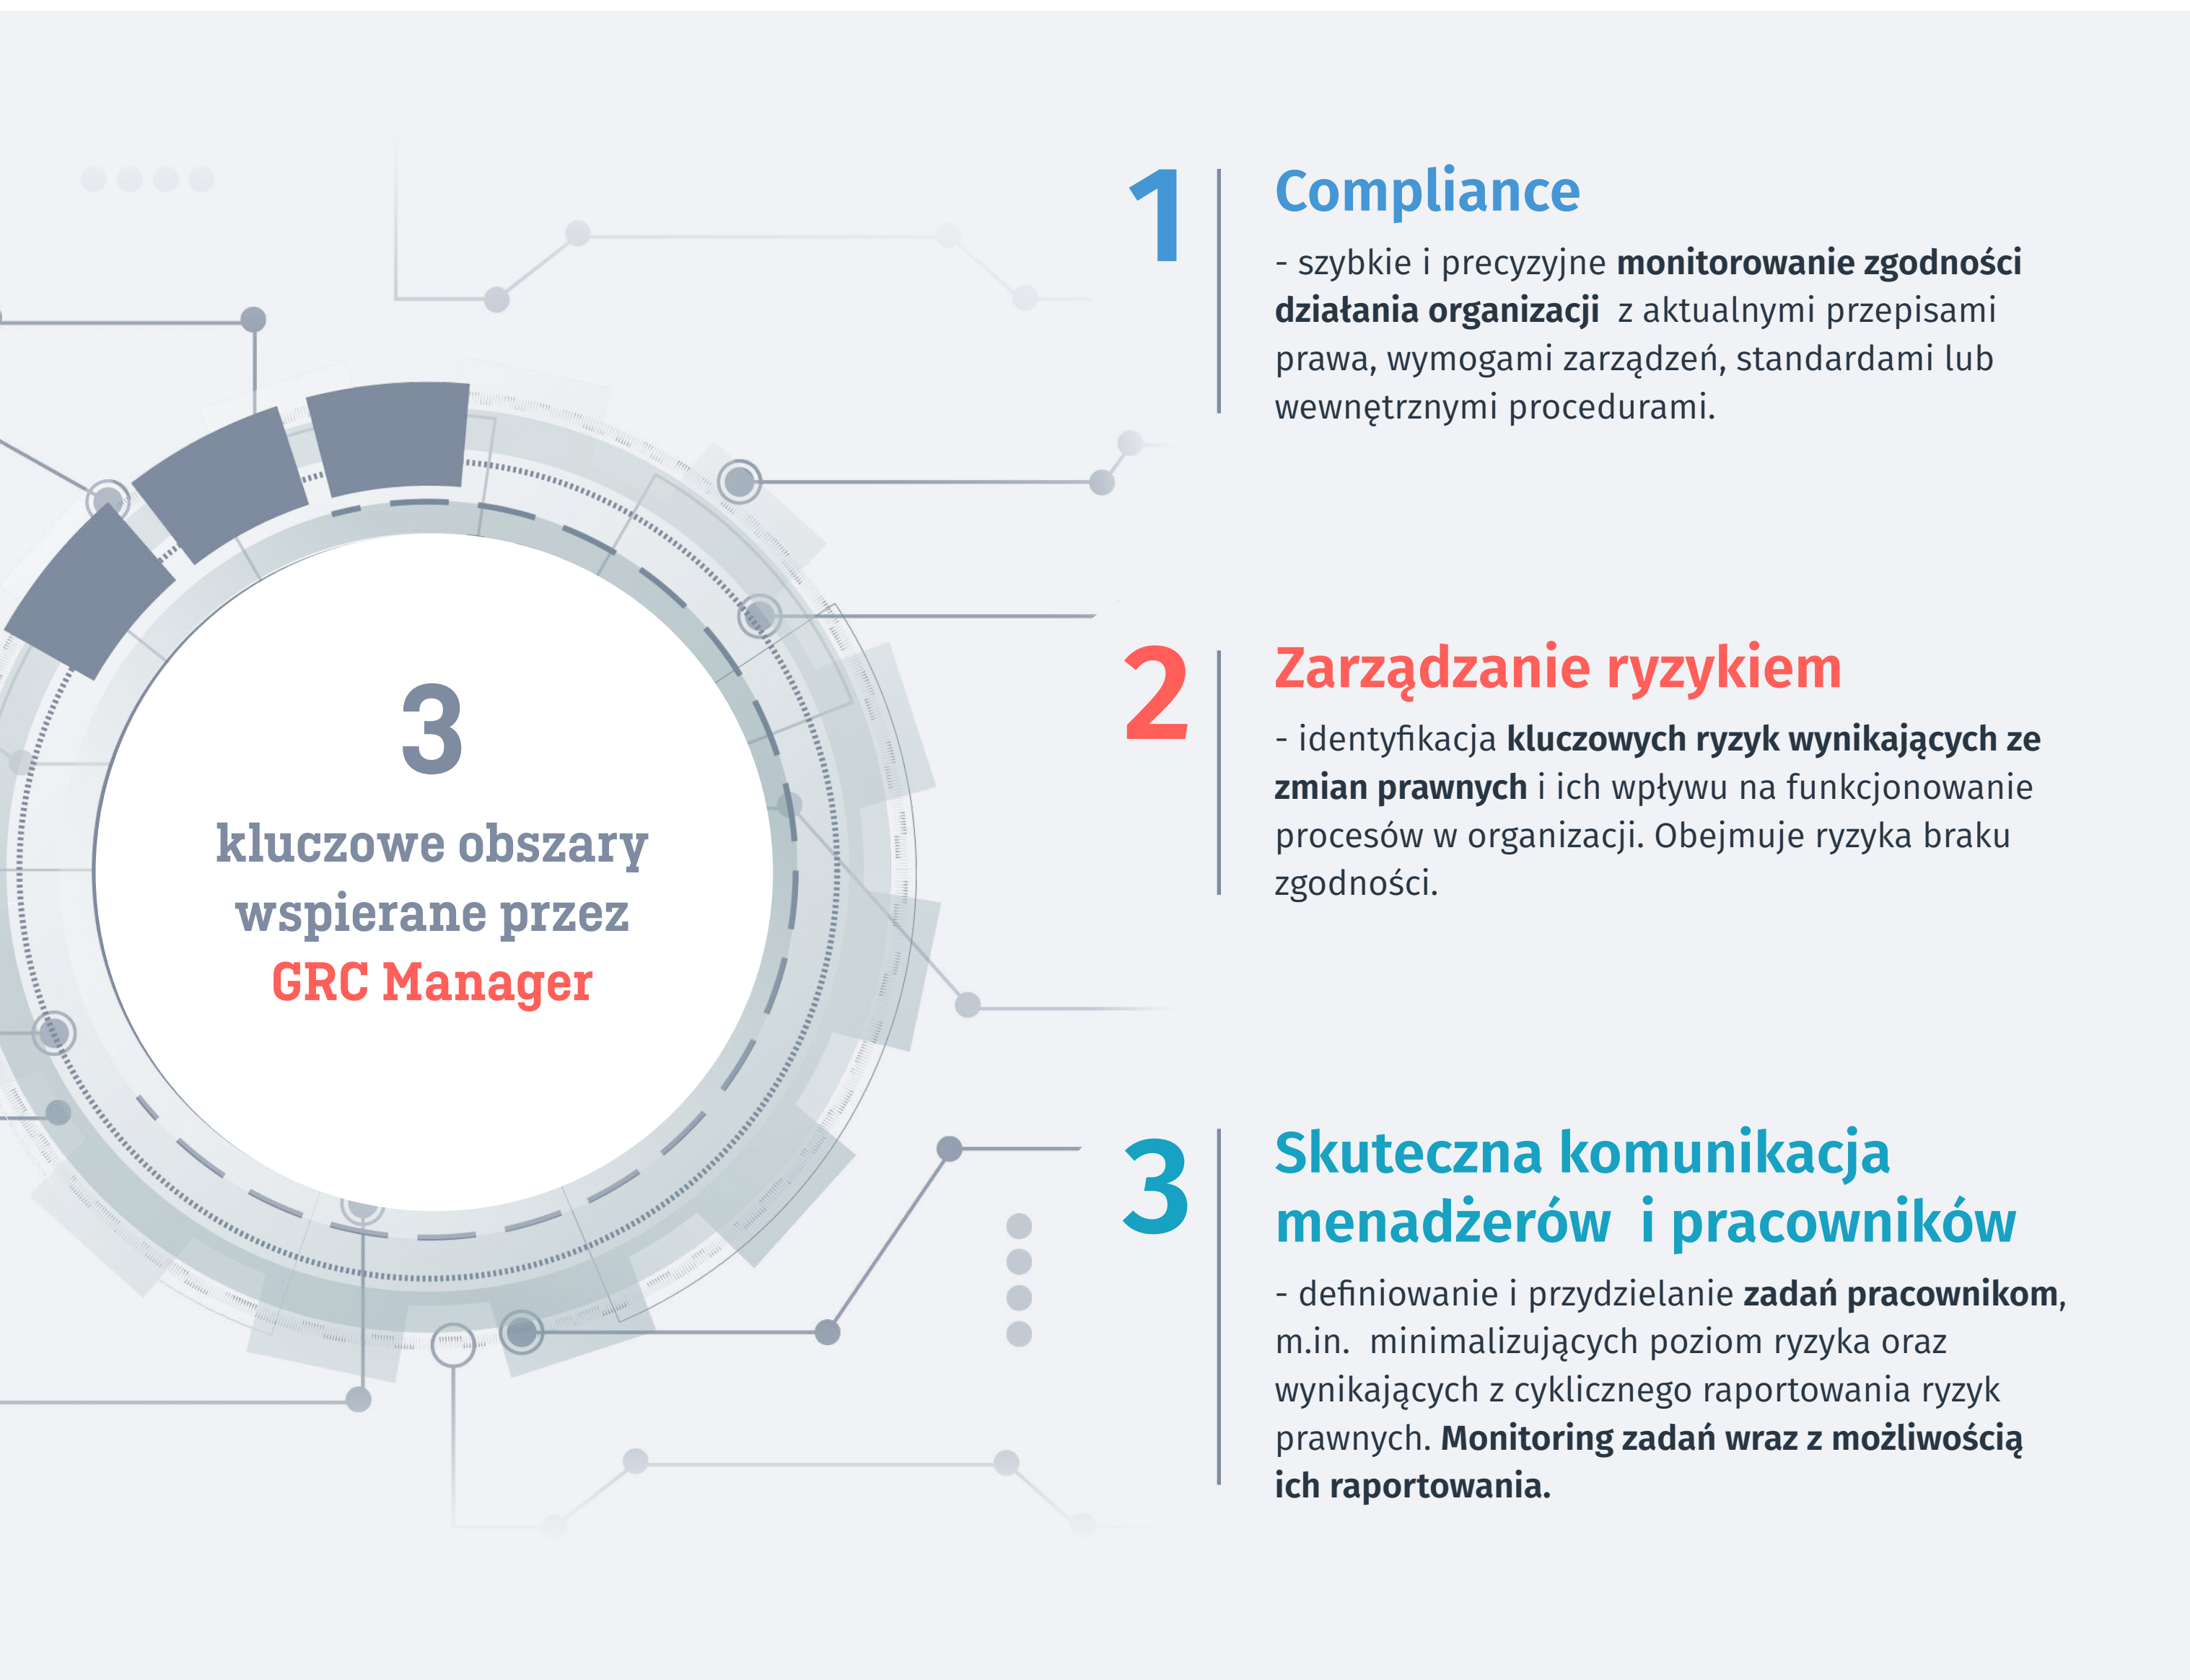 3
kluczowe obszary
wspierane przez
GRC Manager
1
Compliance
- szybkie i precyzyjne monitorowanie zgodności
działania organizacji  z aktualnymi przepisami
prawa, wymogami zarządzeń, standardami lub
wewnętrznymi procedurami.
2
Zarządzanie ryzykiem
- identyfikacja kluczowych ryzyk wynikających ze
zmian prawnych i ich wpływu na funkcjonowanie
procesów w organizacji. Obejmuje ryzyka braku
zgodności.
3
Skuteczna komunikacja
menadżerów  i pracowników
- definiowanie i przydzielanie zadań pracownikom,
m.in.  minimalizujących poziom ryzyka oraz
wynikających z cyklicznego raportowania ryzyk
prawnych. Monitoring zadań wraz z możliwością
ich raportowania.